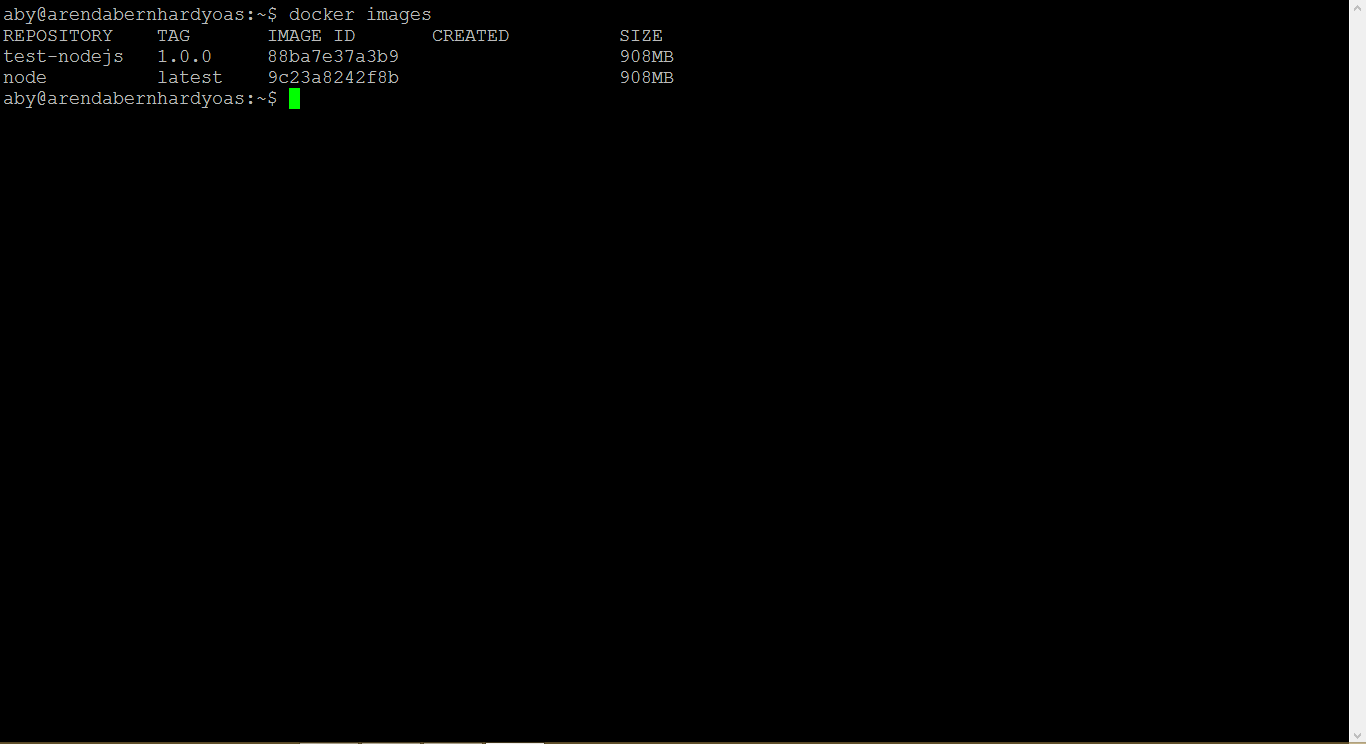 aby@arendabernhardyoas:~$ docker images
REPOSITORY    TAG       IMAGE ID       CREATED          SIZE
test-nodejs   1.0.0     88ba7e37a3b9                    908MB
node          latest    9c23a8242f8b                    908MB
aby@arendabernhardyoas:~$